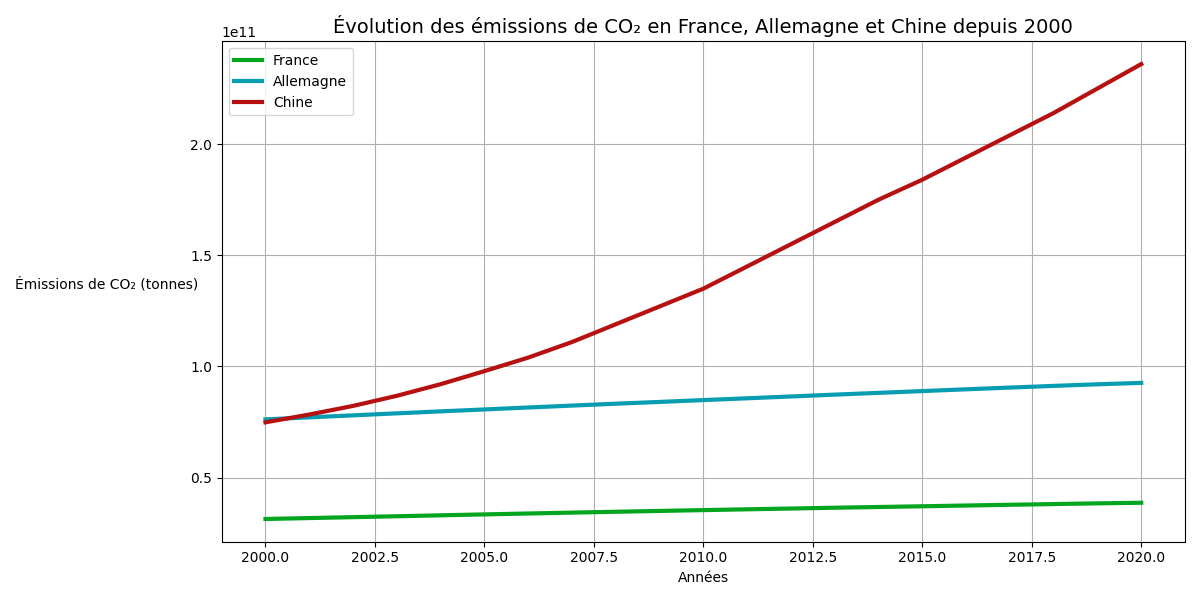 Évolution des émissions de CO₂ en France, Allemagne et Chine depuis 2000
1e11
France
Allemagne
Chine
2.0
1.5
Émissions de CO₂ (tonnes)
1.0
0.5
2000.0 2002.5 2005.0 2007.5 2010.0 2012.5 2015.0 2017.5 2020.0
Années